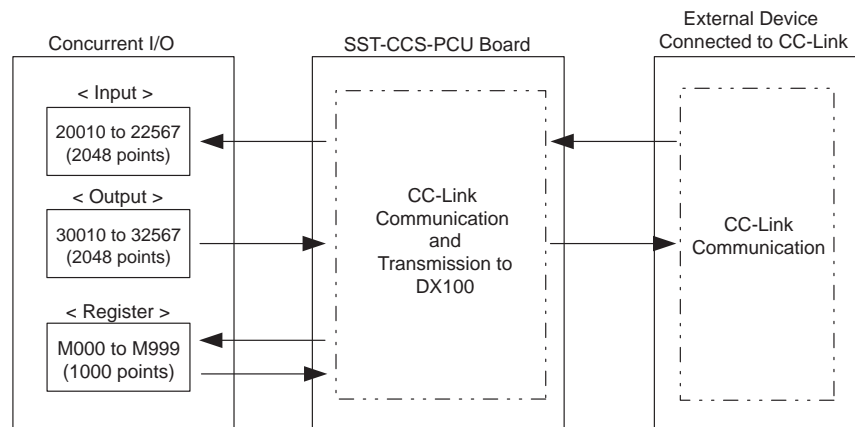 Concurrent I/O
< Input >
20010 to 22567
(2048 points)
< Output >
30010 to 32567
(2048 points)
< Register >
M000 to M999
(1000 points)
SST-CCS-PCU Board
CC-Link
Communication
and
Transmission to
DX100
External Device
Connected to CC-Link
CC-Link
Communication